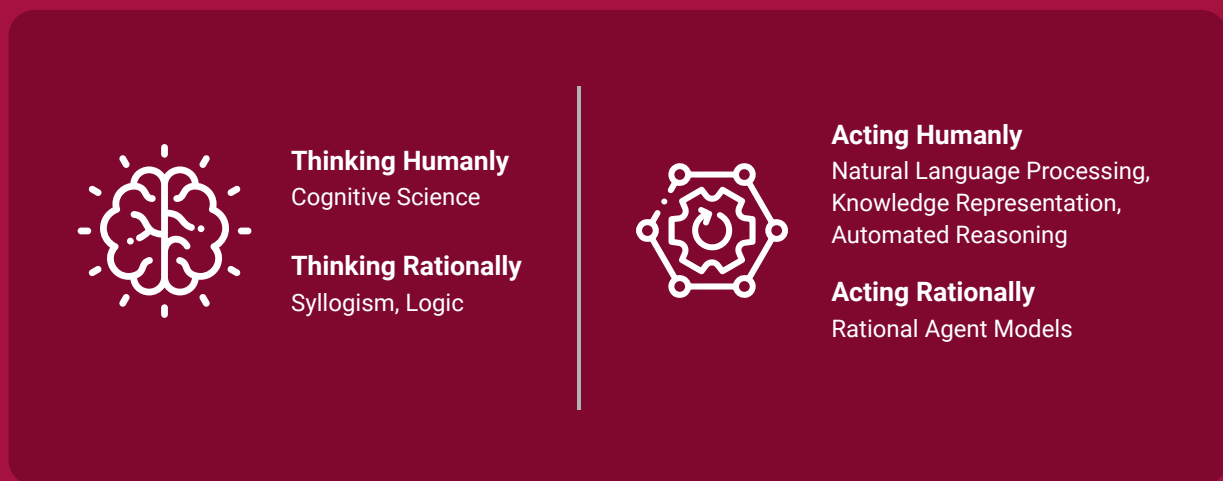 Thinking Humanly
Cognitive Science
Thinking Rationally
Syllogism, Logic
Acting Humanly
Natural Language Processing,
Knowledge Representation,
Automated Reasoning
Acting Rationally
Rational Agent Models